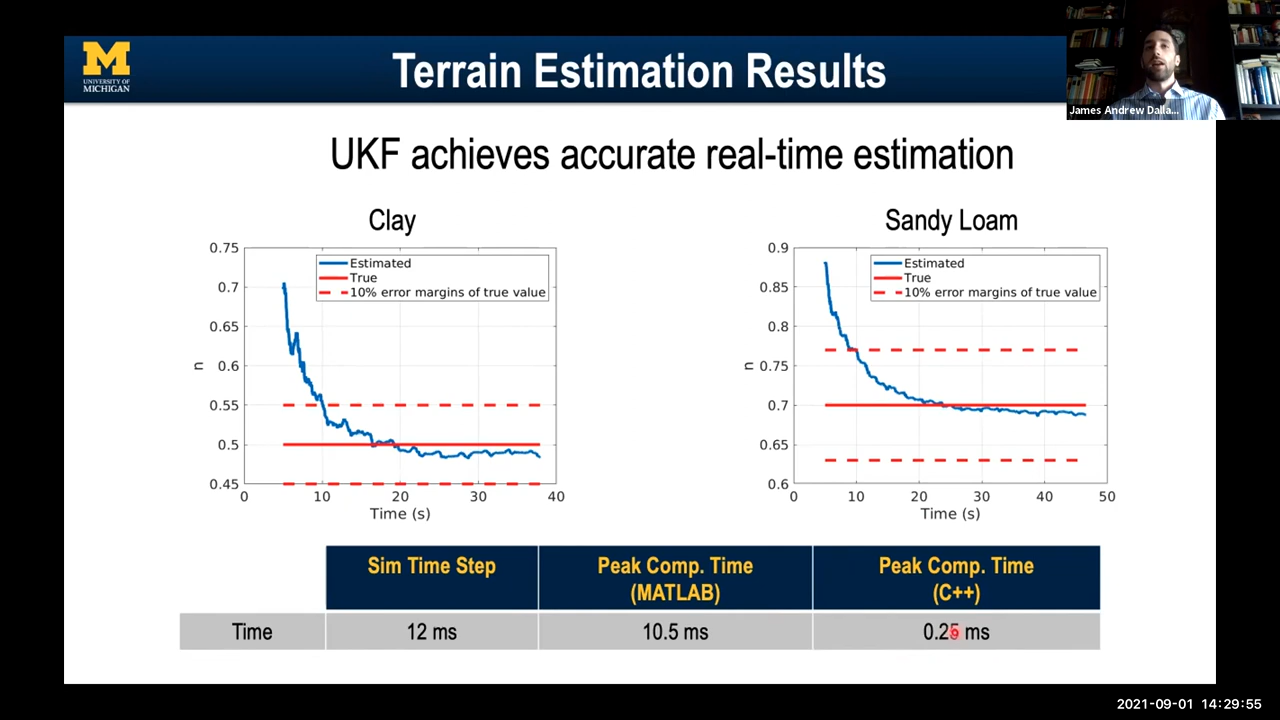 UNIVERSITY OF
MICHIGAN
Terrain Estimation Results
James Andrew Dalla...
UKF achieves accurate real-time estimation
Clay
0.75
0.7
0.65
0.6
0.55
0.5
0.45
n
Estimated
True
10% error margins of true value
0 10 20 30 40
Time (s)
Sandy Loam
0.9
0.85
0.8
0.75
0.7
0.65
0.6
n
Estimated
True
10% error margins of true value
0 10 20 30 40 50
Time (s)
Sim Time Step
Peak Comp. Time
(MATLAB)
Peak Comp. Time
(C++)
Time 12 ms 10.5 ms 0.25 ms
2021-09-01 14:29:55